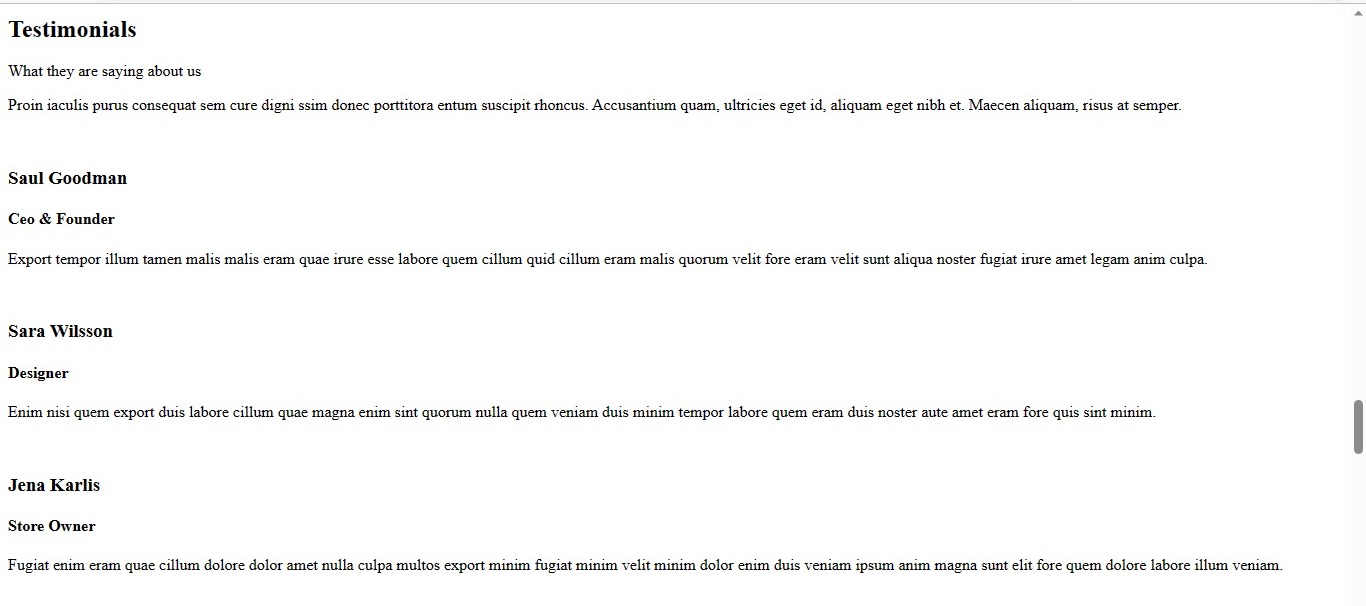 Testimonials
What they are saying about us
Proin iaculis purus consequat sem cure digni ssim donec porttitora entum suscipit rhoncus. Accusantium quam, ultricies eget id, aliquam eget nibh et. Maecen aliquam, risus at semper.
Saul Goodman
Ceo & Founder
Export tempor illum tamen malis malis eram quae irure esse labore quem cillum quid cillum eram malis quorum velit fore eram velit sunt aliqua noster fugiat irure amet legam anim culpa.
Sara Wilsson
Designer
Enim nisi quem export duis labore cillum quae magna enim sint quorum nulla quem veniam duis minim tempor labore quem eram duis noster aute amet eram fore quis sint minim.
Jena Karlis
Store Owner
Fugiat enim eram quae cillum dolore dolor amet nulla culpa multos export minim fugiat minim velit minim dolor enim duis veniam ipsum anim magna sunt elit fore quem dolore labore illum veniam.